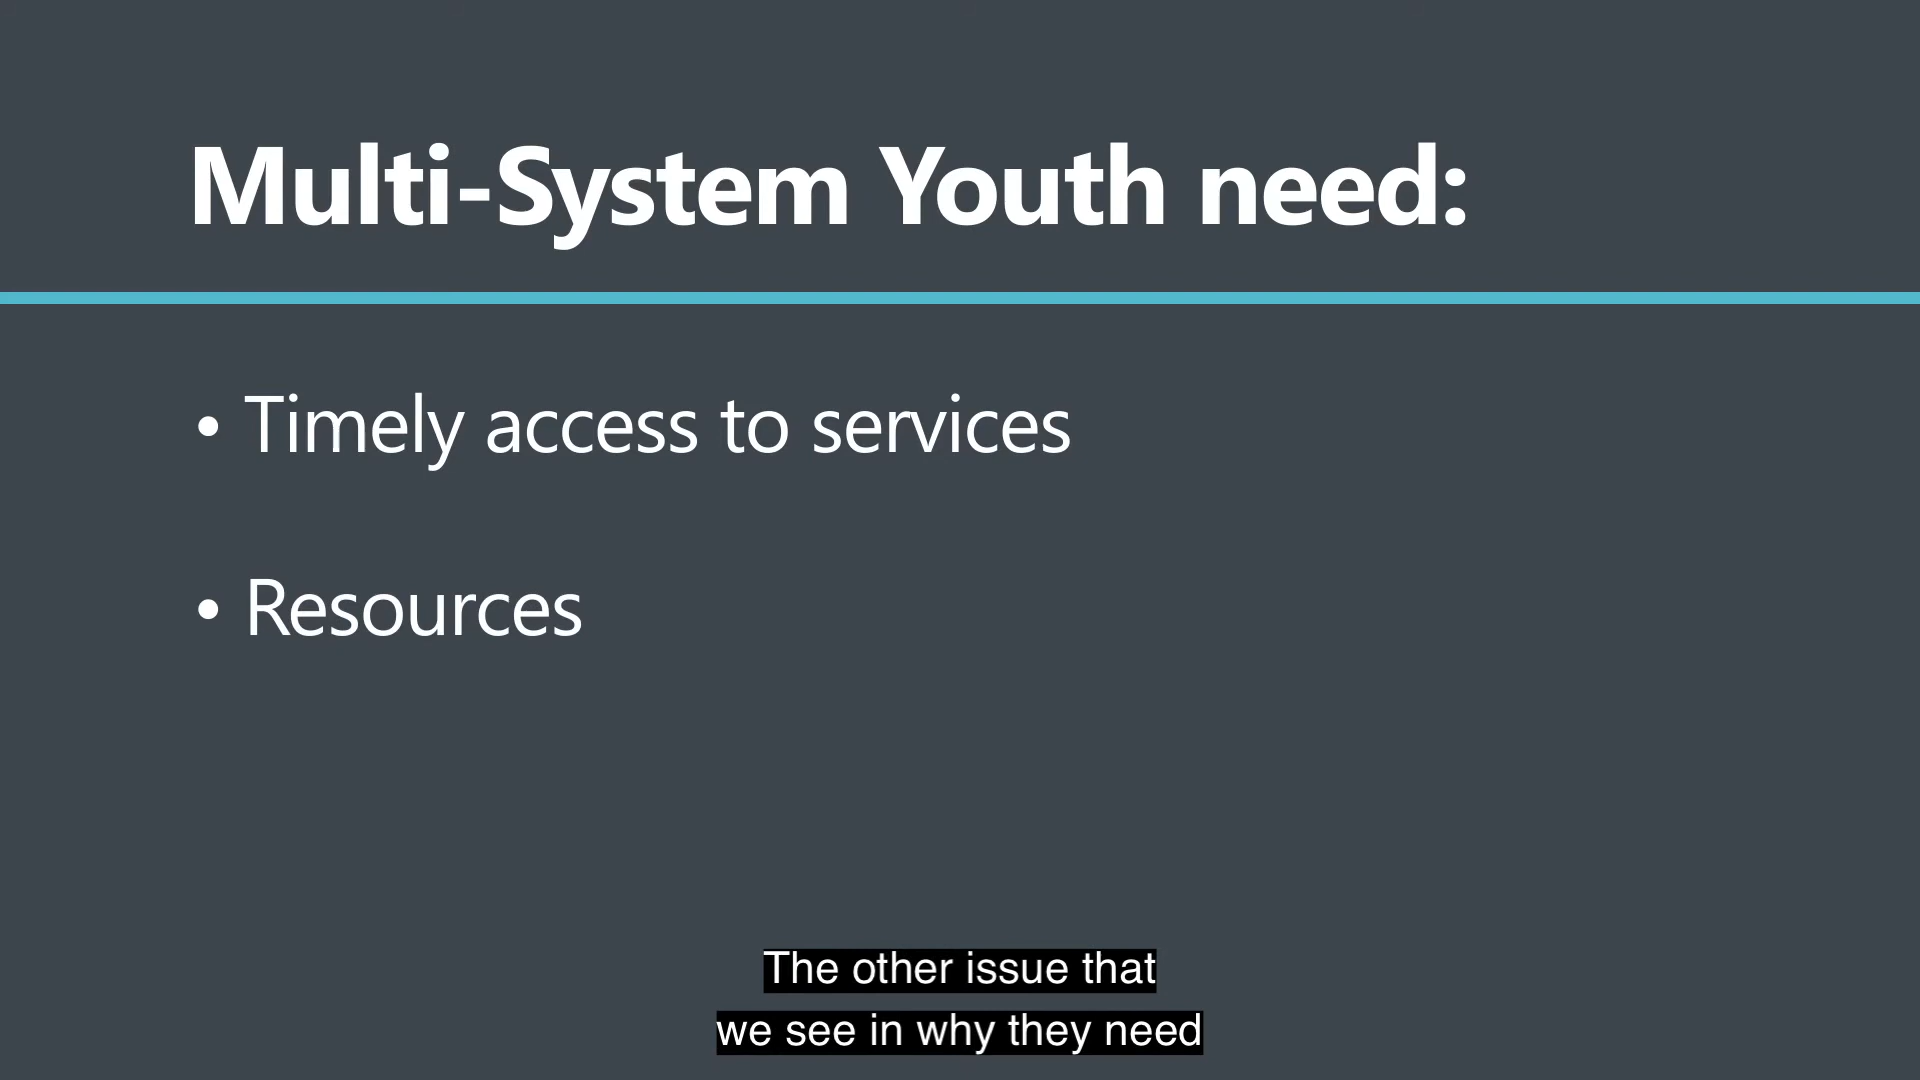 Multi-System Youth need:
• Timely access to services
• Resources
The other issue that
we see in why they need